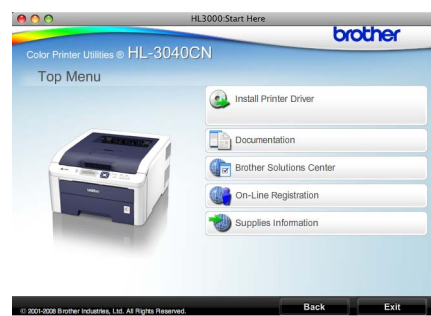 HL3000:Start Here
brother
Color Printer Utilities ® HL-3040CN
Top Menu
Install Printer Driver
Documentation
Brother Solutions Center
On-Line Registration
Supplies Information
brother
© 2001-2008 Brother Industries, Ltd. All Rights Reserved.
Back
Exit